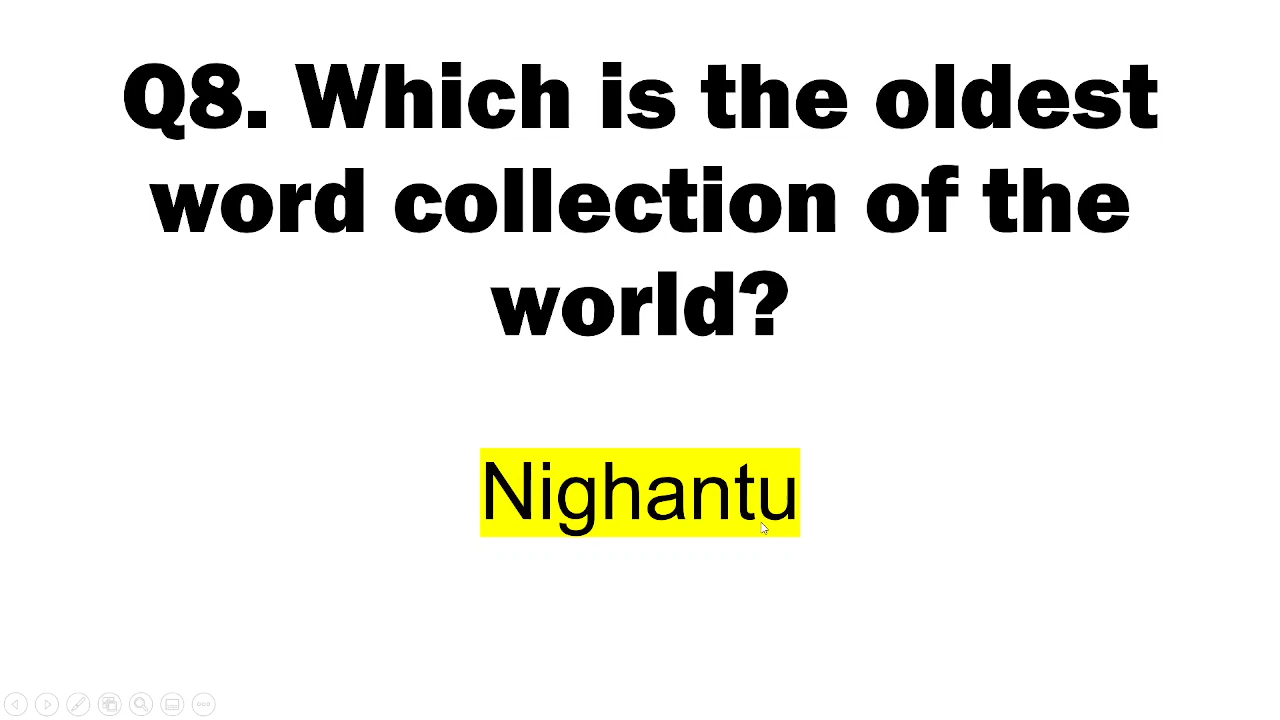 Q8. Which is the oldest
word collection of the
world?
Nighantu